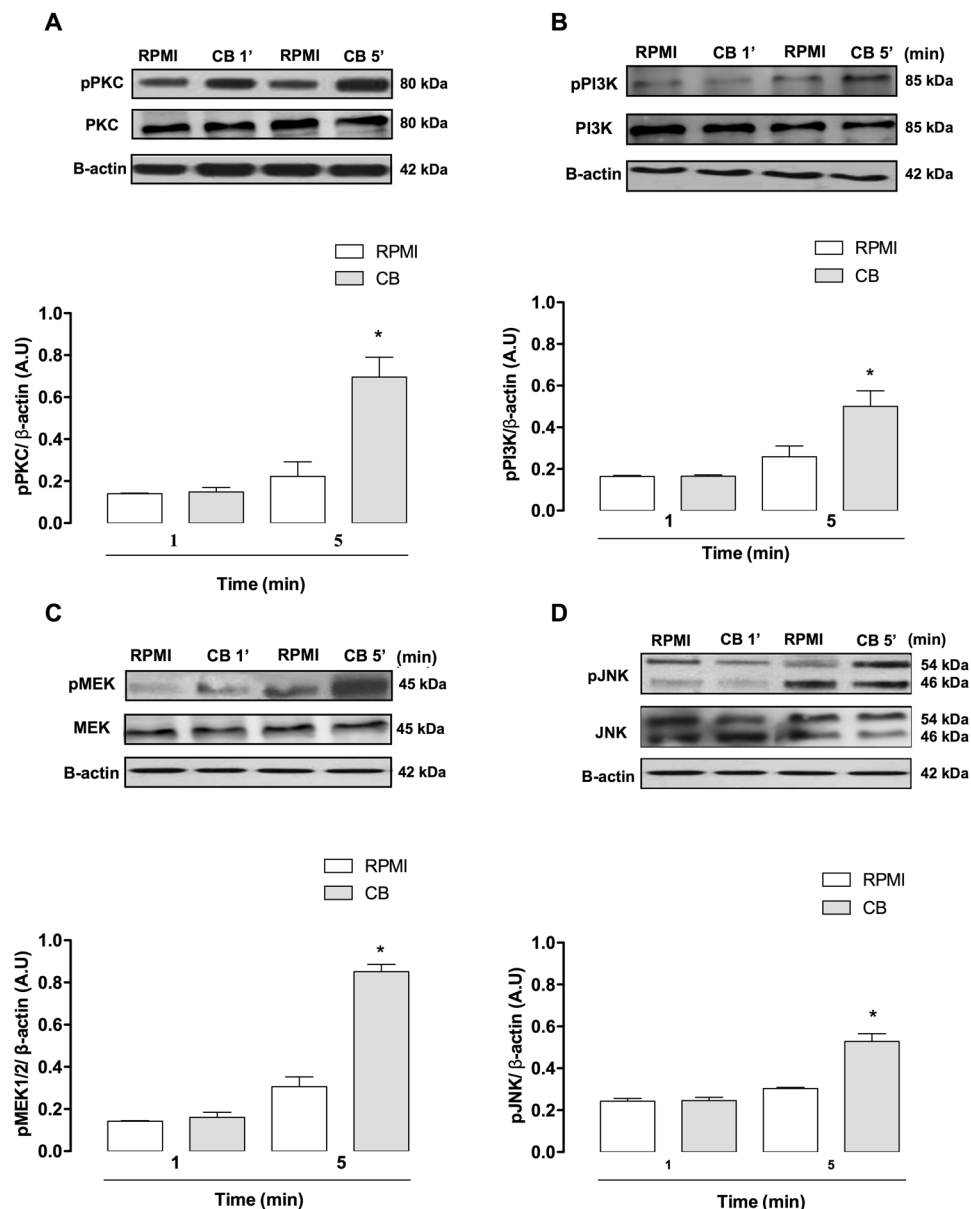 A
RPMI CB 1’ RPMI CB 5’
pPKC 80 kDa
PKC 80 kDa
B-actin 42 kDa
RPMI
CB
pPKC/ β-actin (A.U)
1.0
0.8
0.6
0.4
0.2
0.0
*
1 5
Time (min)
B
RPMI CB 1’ RPMI CB 5’ (min)
pPI3K 85 kDa
PI3K 85 kDa
B-actin 42 kDa
RPMI
CB
pPI3K/β-actin (A.U)
1.0
0.8
0.6
0.4
0.2
0.0
*
1 5
Time (min)
C
RPMI CB 1’ RPMI CB 5’ (min)
pMEK 45 kDa
MEK 45 kDa
B-actin 42 kDa
RPMI
CB
pMEK1/2/ β-actin (A.U)
1.0
0.8
0.6
0.4
0.2
0.0
*
1 5
Time (min)
D
RPMI CB 1’ RPMI CB 5’ (min)
pJNK 54 kDa
46 kDa
JNK 54 kDa
46 kDa
B-actin 42 kDa
RPMI
CB
pJNK/ β-actin (A.U)
1.0
0.8
0.6
0.4
0.2
0.0
*
1 5
Time (min)